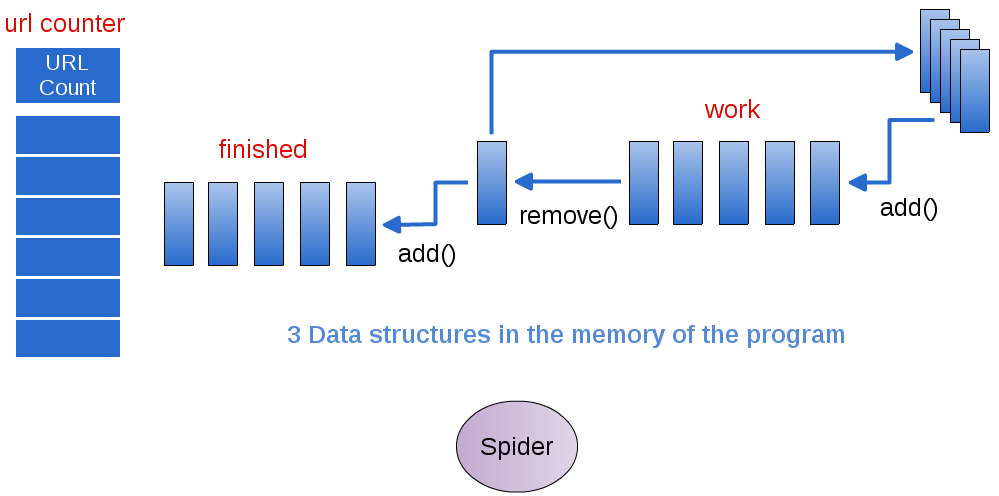 url counter
URL
Count
finished
work
add()
remove()
add()
3 Data structures in the memory of the program
Spider